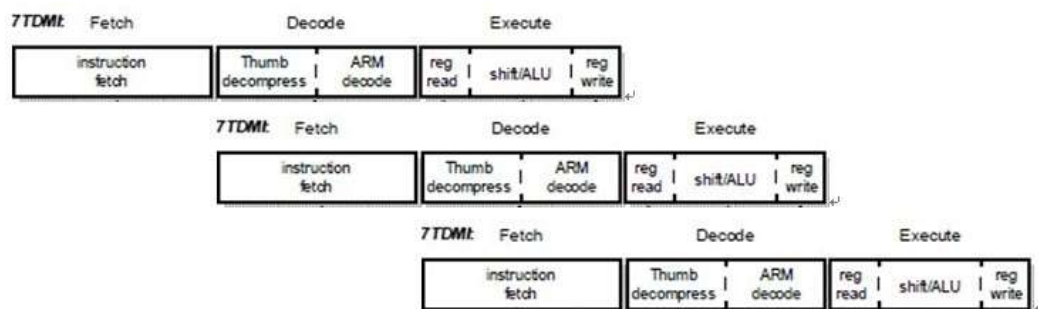 7TDMI: Fetch Decode Execute
instruction fetch Thumb decompress ARM decode reg read shift/ALU reg write
7TDMI: Fetch Decode Execute
instruction fetch Thumb decompress ARM decode reg read shift/ALU reg write
7TDMI: Fetch Decode Execute
instruction fetch Thumb decompress ARM decode reg read shift/ALU reg write